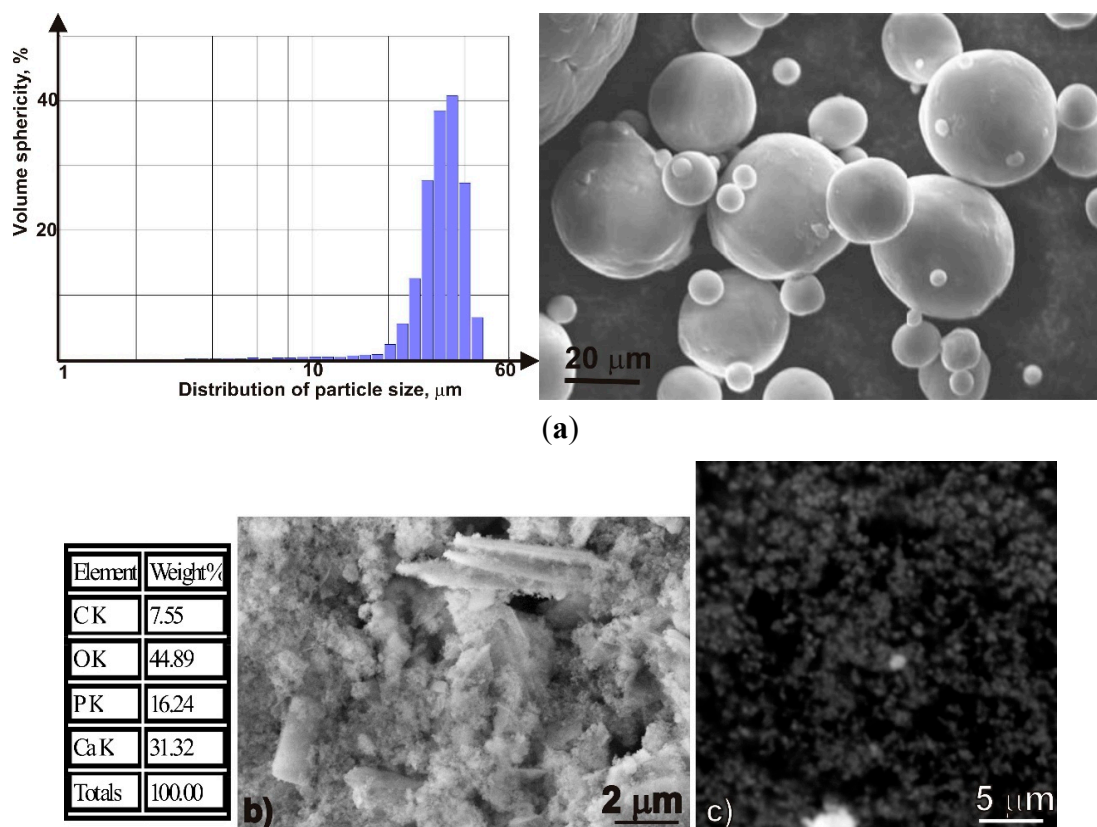 Volume sphericity, %
40
20
1
10
60
Distribution of particle size, μm
20 μm
(a)
Element Weight%
C K 7.55
O K 44.89
P K 16.24
Ca K 31.32
Totals 100.00
b)
2 μm
c)
5 μm